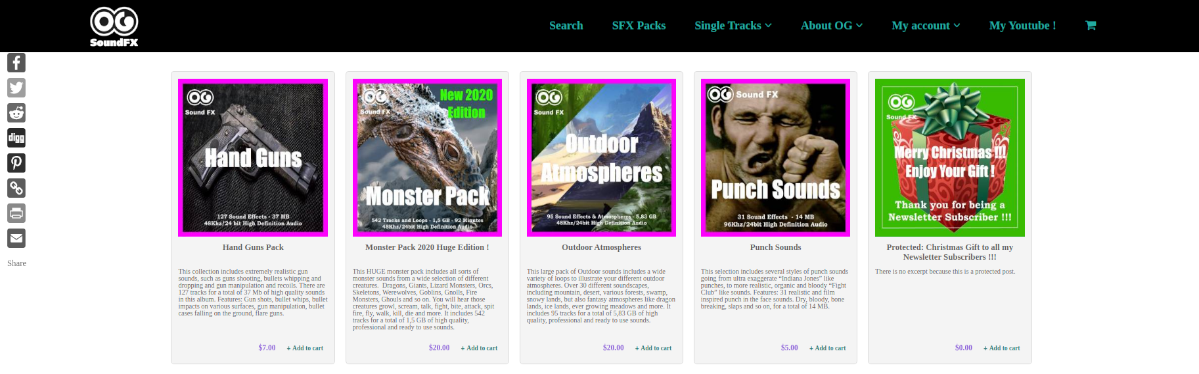 OG
SoundFX
Search
SFX Packs
Single Tracks
About OG
My account
My Youtube !
digg
Share
OG
Sound FX
Hand Guns
127 Sound Effects - 37 MB
48Khz/24bit High Definition Audio
Hand Guns Pack
This collection includes extremely realistic gun
sounds, such as guns shooting, bullets whipping and
dropping and gun manipulation and recoils. There are
127 tracks for a total of 37 Mb of high quality sounds
in this album. Features: Gun shots, bullet whips, bullet
impacts on various surfaces, gun manipulation, bullet
cases falling on the ground, flare guns.
$7.00 + Add to cart
OG
Sound FX
New 2020
Edition
Monster Pack
542 Tracks and Loops - 1,5 GB - 92 Minutes
48Khz/24bit High Definition Audio
Monster Pack 2020 Huge Edition !
This HUGE monster pack includes all sorts of
monster sounds from a wide selection of different
creatures. Dragons, Giants, Lizard Monsters, Orcs,
Skeletons, Werewolves, Goblins, Gnolls, Fire
Monsters, Ghouls and so on. You will hear those
creatures growl, scream, talk, fight, bite, attack, spit
fire, fly, walk, kill, die and more. It includes 542
tracks for a total of 1,5 GB of high quality,
professional and ready to use sounds.
$20.00 + Add to cart
OG
Sound FX
Outdoor
Atmospheres
95 Sound Effects & Atmospheres - 5,83 GB
48Khz/24bit High Definition Audio
Outdoor Atmospheres
This large pack of Outdoor sounds includes a wide
variety of loops to illustrate your different outdoor
atmospheres. Over 30 different soundscapes,
including mountain, desert, various forests, swamp,
snowy lands, but also fantasy atmospheres like dragon
lands, ice lands, ever growing meadows and more. It
includes 95 tracks for a total of 5,83 GB of high
quality, professional and ready to use sounds.
$20.00 + Add to cart
OG Sound FX
Punch Sounds
31 Sound Effects - 14 MB
96Khz/24bit High Definition Audio
Punch Sounds
This selection includes several styles of punch sounds
going from ultra exaggerate “Indiana Jones” like
punches, to more realistic, organic and bloody “Fight
Club” like sounds. Features: 31 realistic and film
inspired punch in the face sounds. Dry, bloody, bone
breaking, slaps and so on, for a total of 14 MB.
$5.00 + Add to cart
OG
Sound FX
Merry Christmas !!!
Enjoy Your Gift !
Thank you for being a
Newsletter Subscriber !!!
Protected: Christmas Gift to all my
Newsletter Subscribers !!!
There is no excerpt because this is a protected post.
$0.00 + Add to cart